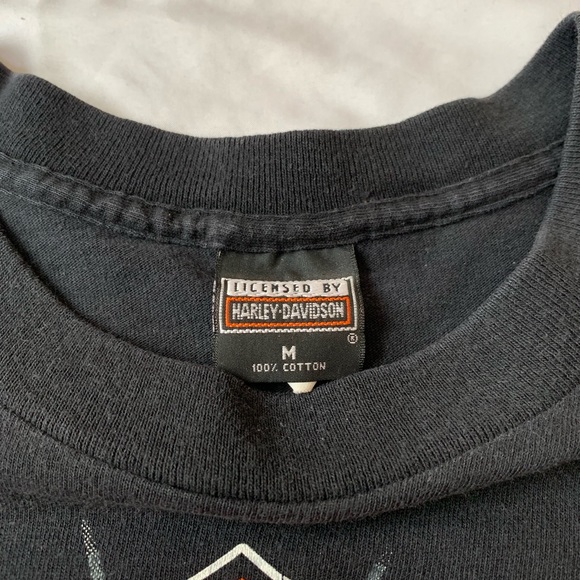 LICENSED BY
HARLEY-DAVIDSON
®
M
100% COTTON